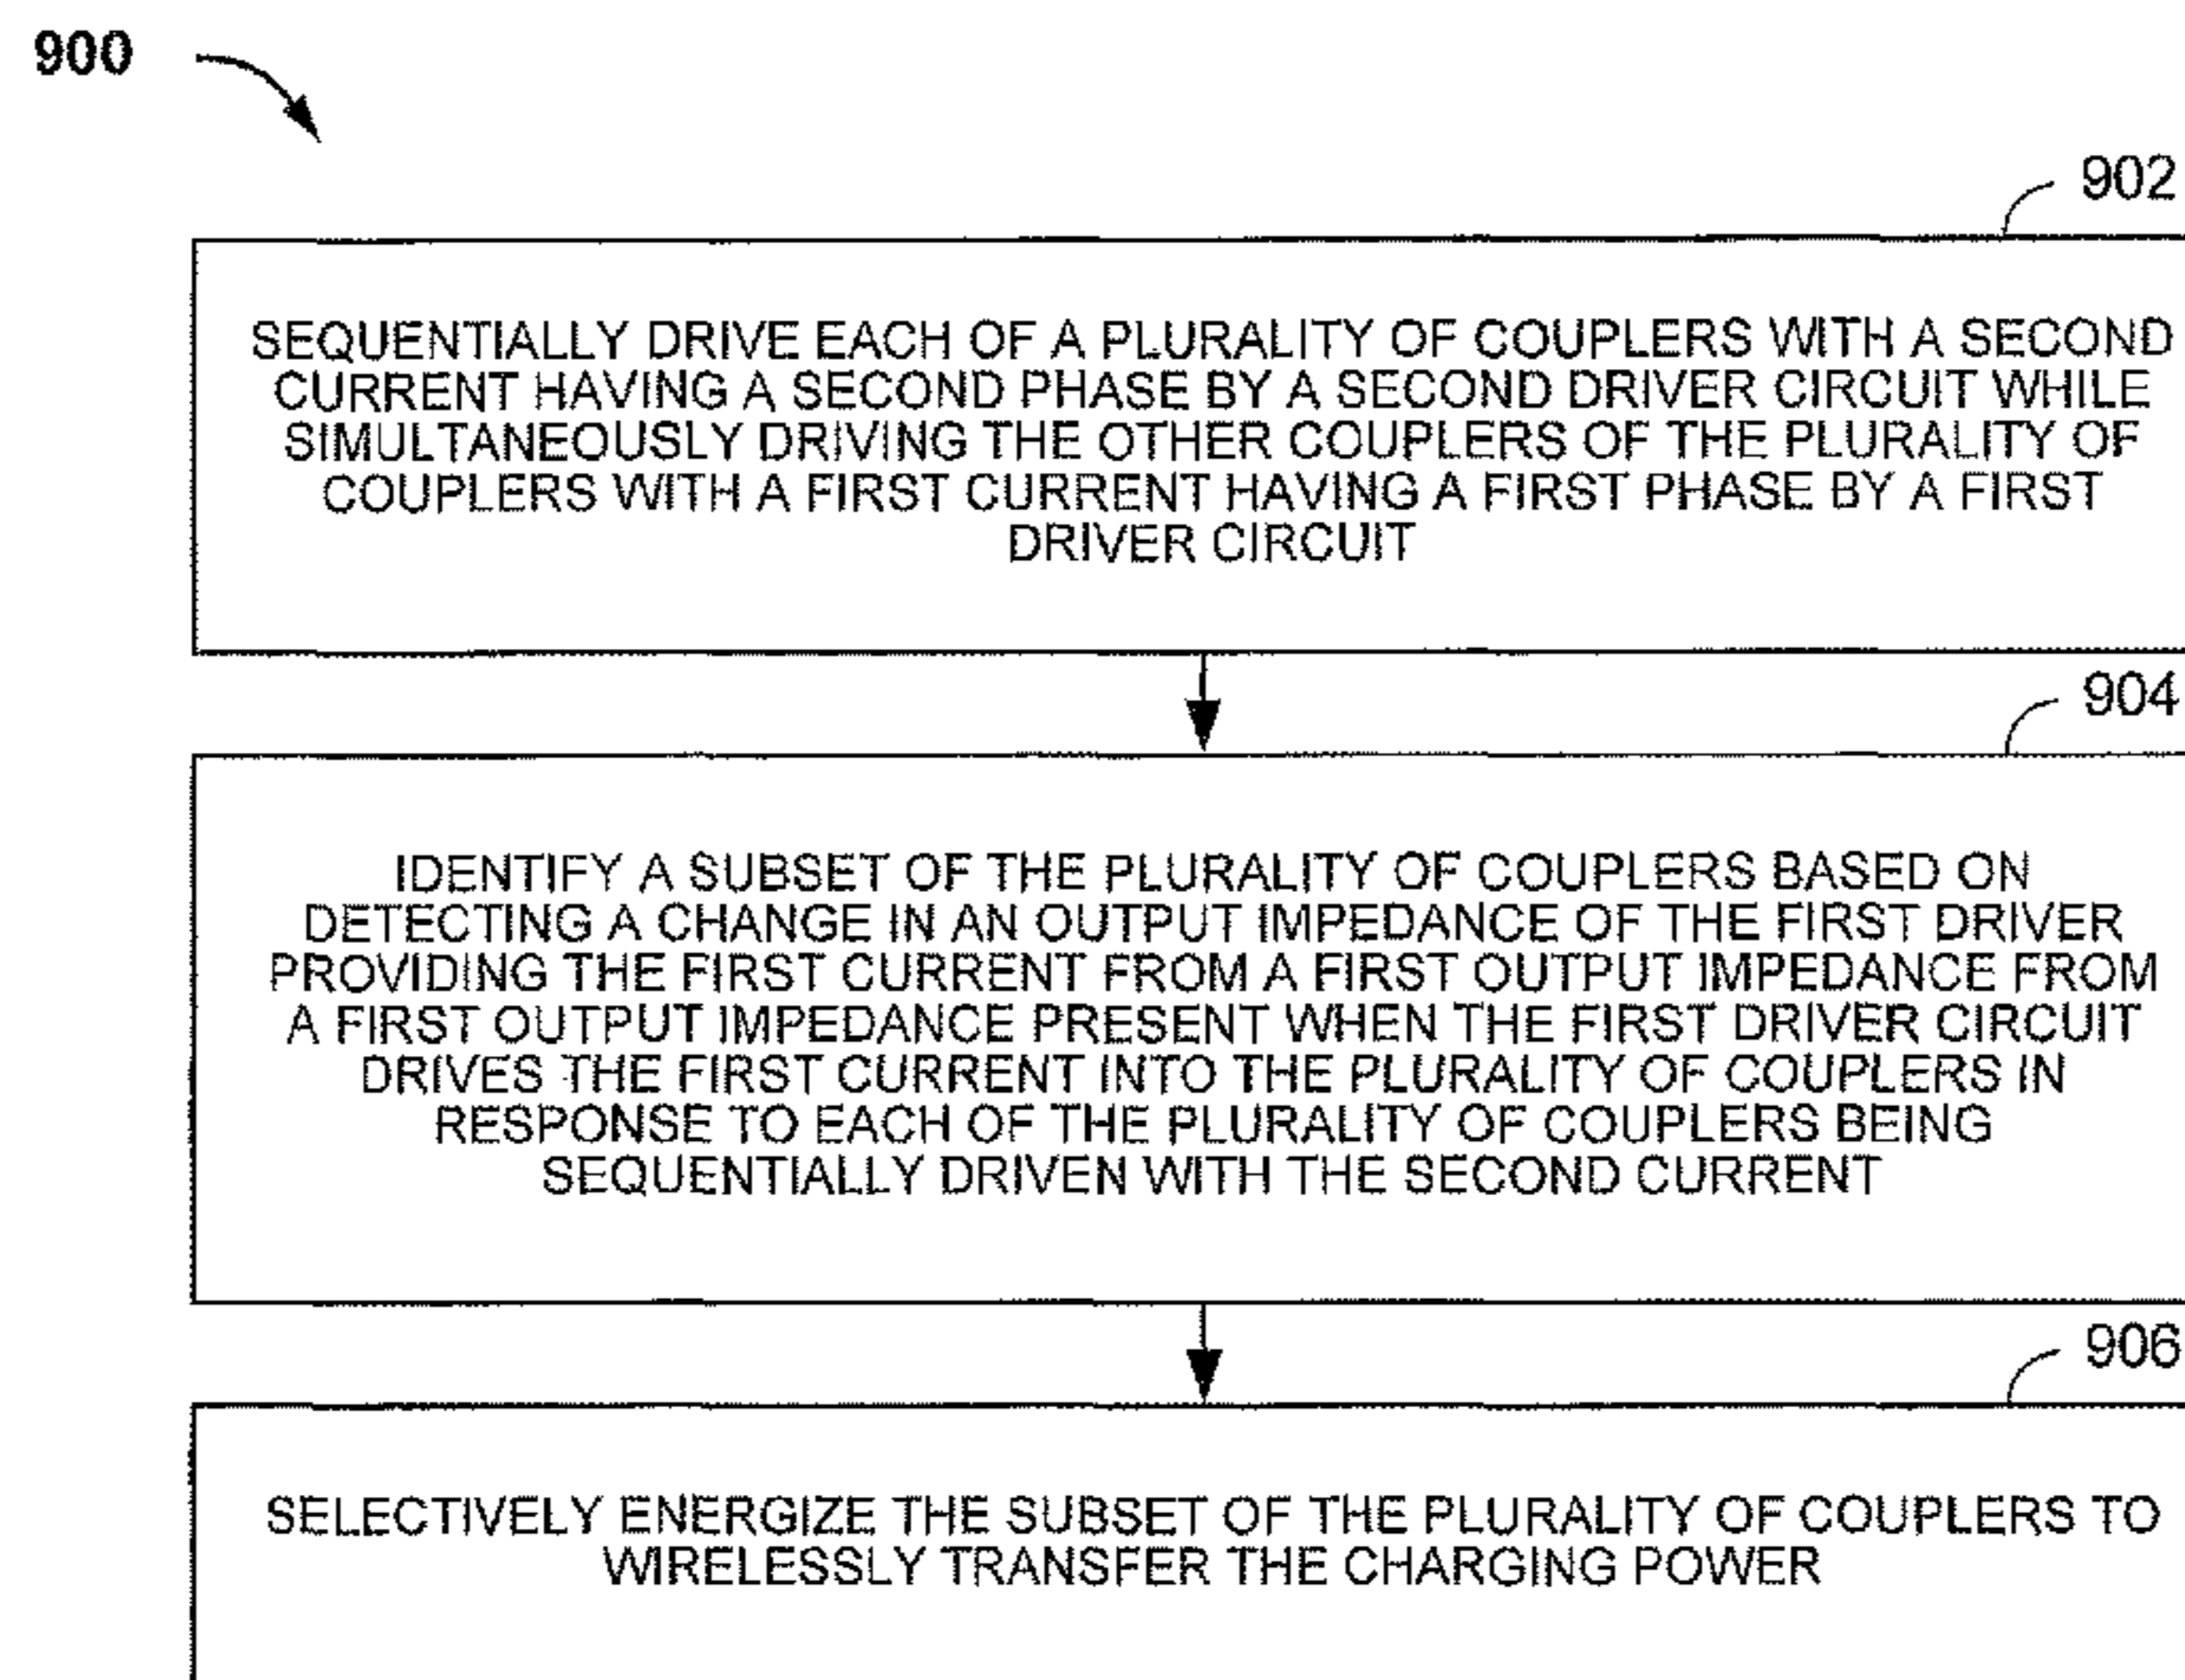 900
902
SEQUENTIALLY DRIVE EACH OF A PLURALITY OF COUPLERS WITH A SECOND
CURRENT HAVING A SECOND PHASE BY A SECOND DRIVER CIRCUIT WHILE
SIMULTANEOUSLY DRIVING THE OTHER COUPLERS OF THE PLURALITY OF
COUPLERS WITH A FIRST CURRENT HAVING A FIRST PHASE BY A FIRST
DRIVER CIRCUIT
904
IDENTIFY A SUBSET OF THE PLURALITY OF COUPLERS BASED ON
DETECTING A CHANGE IN AN OUTPUT IMPEDANCE OF THE FIRST DRIVER
PROVIDING THE FIRST CURRENT FROM A FIRST OUTPUT IMPEDANCE FROM
A FIRST OUTPUT IMPEDANCE PRESENT WHEN THE FIRST DRIVER CIRCUIT
DRIVES THE FIRST CURRENT INTO THE PLURALITY OF COUPLERS IN
RESPONSE TO EACH OF THE PLURALITY OF COUPLERS BEING
SEQUENTIALLY DRIVEN WITH THE SECOND CURRENT
906
SELECTIVELY ENERGIZE THE SUBSET OF THE PLURALITY OF COUPLERS TO
WIRELESSLY TRANSFER THE CHARGING POWER